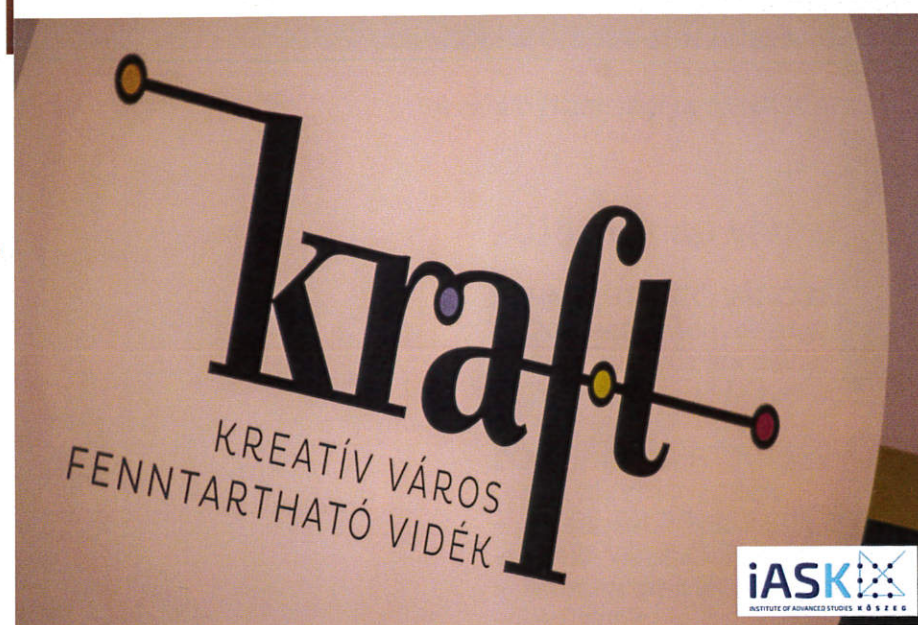 kraft
KREATÍV VÁROS
FENNTARTHATÓ VIDÉK
iASK
INSTITUTE OF ADVANCED STUDIES KŐSZEG